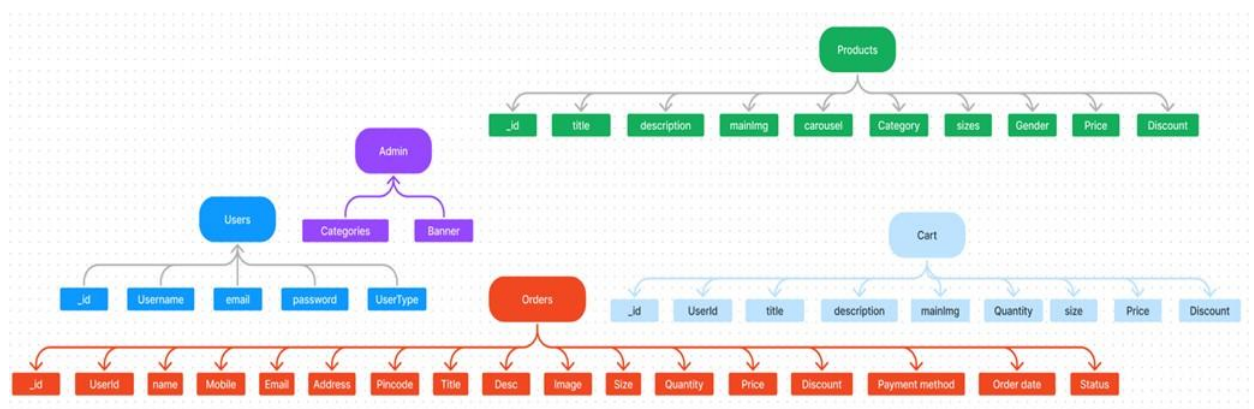 Products
_id title description mainImg carousel Category sizes Gender Price Discount
Admin
Categories Banner
Users
_id Username email password UserType
Cart
_id UserId title description mainImg Quantity size Price Discount
Orders
_id UserId name Mobile Email Address Pincode Title Desc Image Size Quantity Price Discount Payment method Order date Status